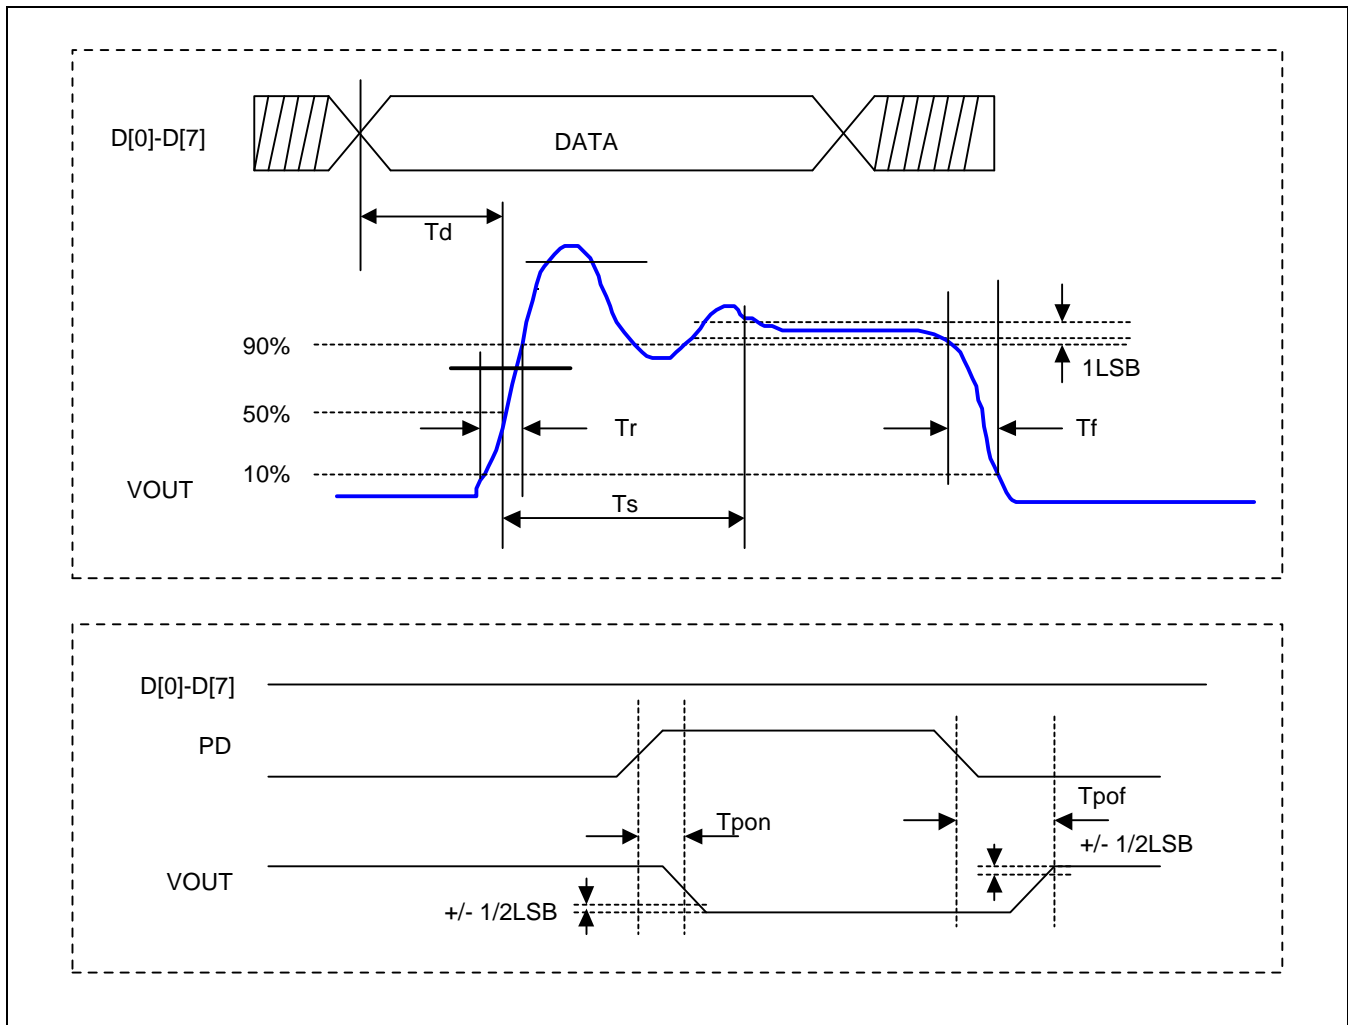 D[0]-D[7]
DATA
Td
90%
1LSB
50%
Tr
Tf
10%
VOUT
Ts
D[0]-D[7]
PD
Tpof
Tpon
+/- 1/2LSB
VOUT
+/- 1/2LSB